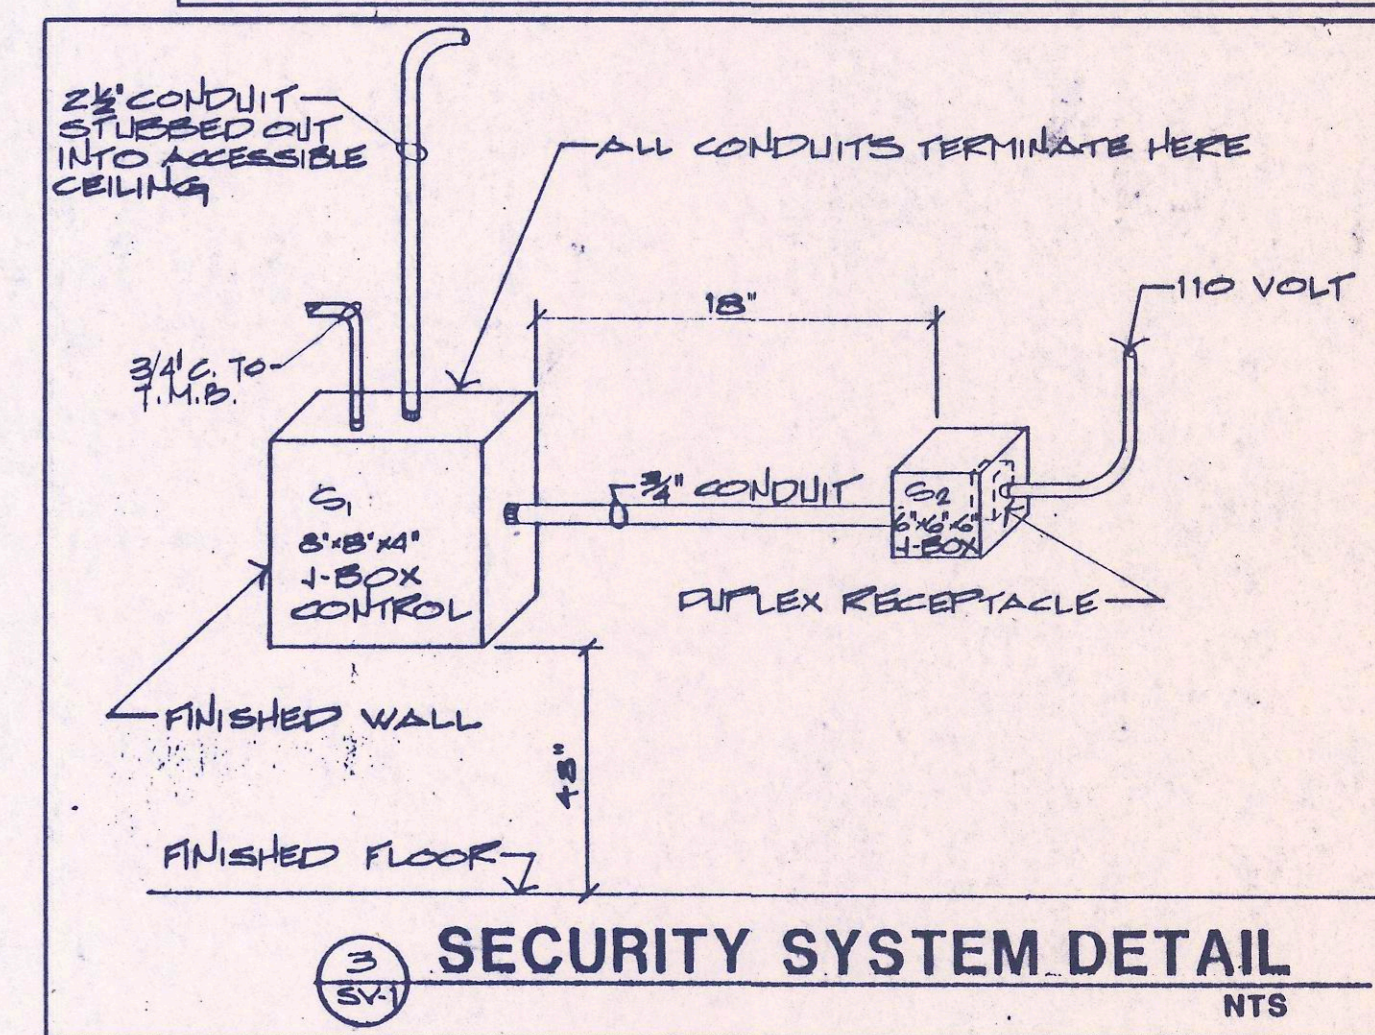 2½" CONDUIT
STUBBED OUT
INTO ACCESSIBLE
CEILING
ALL CONDUITS TERMINATE HERE
18"
110 VOLT
3/4" C. TO
T.M.B.
S1
8"x8"x4"
J-BOX
CONTROL
3/4" CONDUIT
S2
6"x6"x6"
J-BOX
DUPLEX RECEPTACLE
FINISHED WALL
48"
FINISHED FLOOR
3
SY-1
SECURITY SYSTEM DETAIL
NTS